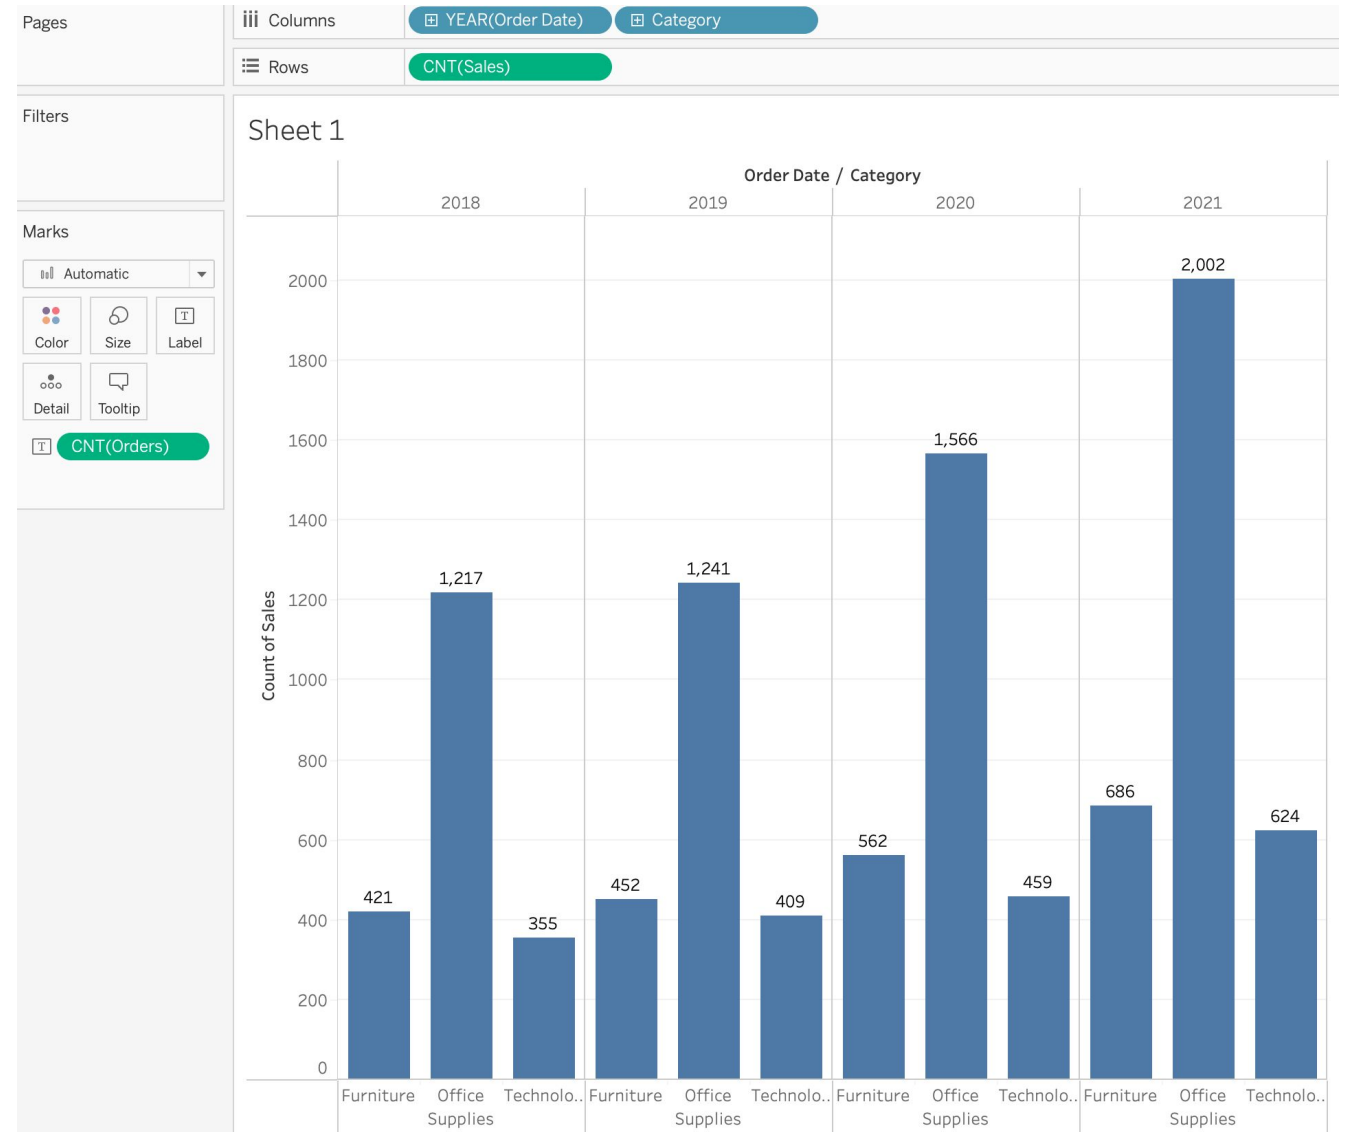 Pages
Columns
YEAR(Order Date)
Category
Rows
CNT(Sales)
Filters
Marks
Automatic
Color
Size
T
Label
Detail
Tooltip
T
CNT(Orders)
Sheet 1
Order Date / Category
2018
2019
2020
2021
Count of Sales
2000
1800
1600
1400
1200
1000
800
600
400
200
0
421
1,217
355
452
1,241
409
562
1,566
459
686
2,002
624
Furniture
Office
Supplies
Technolo..
Furniture
Office
Supplies
Technolo..
Furniture
Office
Supplies
Technolo..
Furniture
Office
Supplies
Technolo..